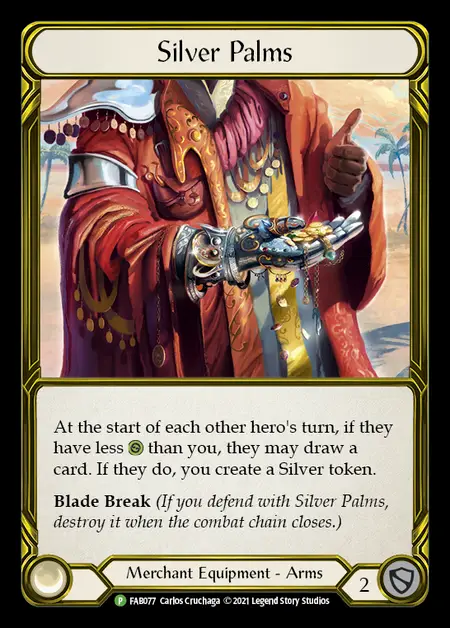 Silver Palms
At the start of each other hero's turn, if they
have less than you, they may draw a
card. If they do, you create a Silver token.
Blade Break (If you defend with Silver Palms,
destroy it when the combat chain closes.)
Merchant Equipment - Arms
2
P FAB077 Carlos Cruchaga © 2021 Legend Story Studios